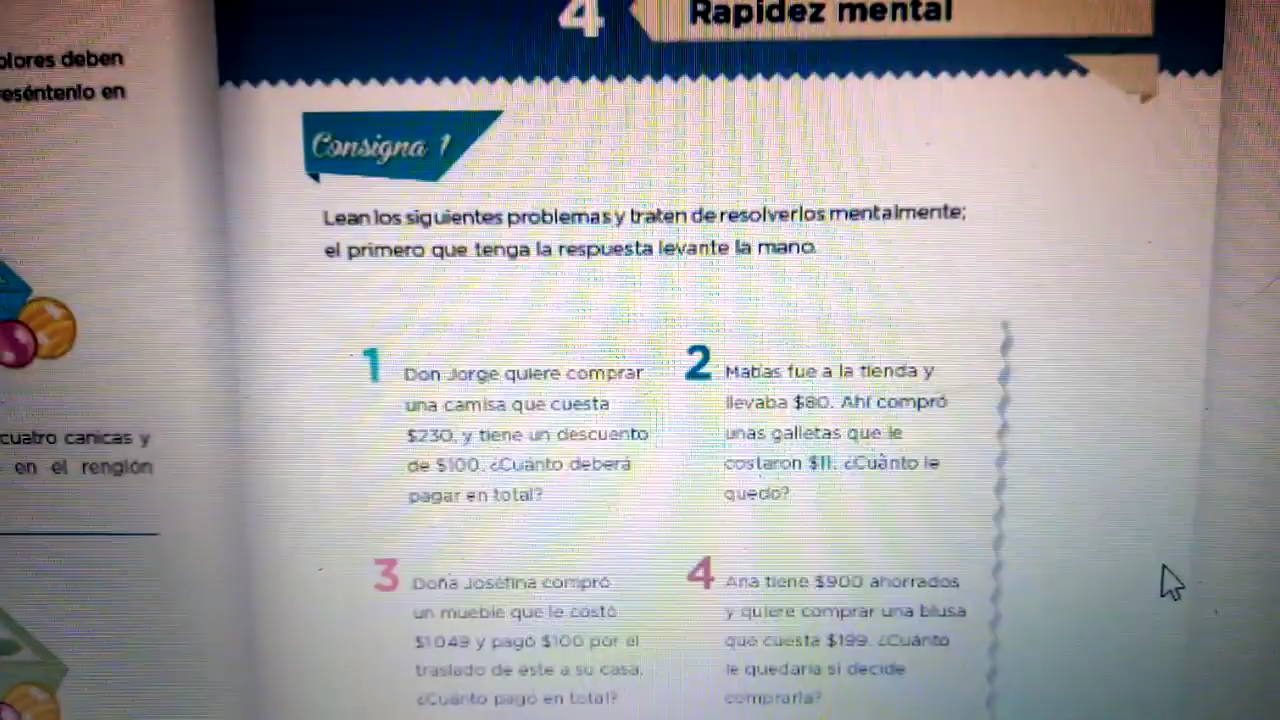 olores deben
eséntenlo en
cuatro canicas y
en el renglón
4 Rapidez mental
Consigna 1
Lean los siguientes problemas y traten de resolverlos mentalmente;
el primero que tenga la respuesta levante la mano.
1 Don Jorge quiere comprar
una camisa que cuesta
$230, y tiene un descuento
de $100. ¿Cuánto deberá
pagar en total?
2 Matías fue a la tienda y
llevaba $80. Ahí compró
unas galletas que le
costaron $11. ¿Cuánto le
quedó?
3 Doña Josefina compró
un mueble que le costó
$1 049 y pagó $100 por el
traslado de éste a su casa.
¿Cuánto pagó en total?
4 Ana tiene $900 ahorrados
y quiere comprar una blusa
que cuesta $199. ¿Cuánto
le quedaría si decide
comprarla?